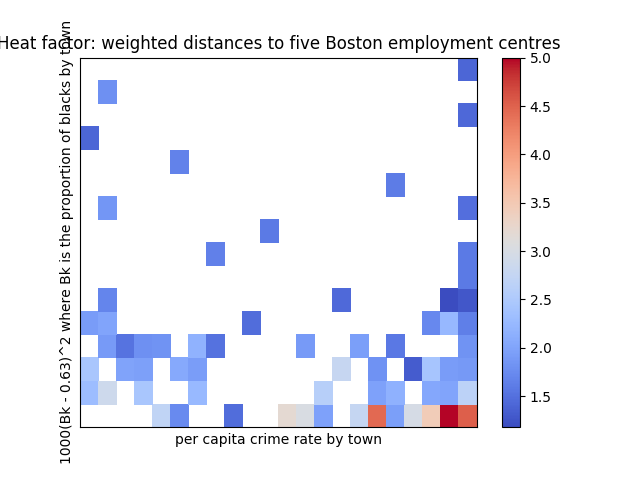 Heat factor: weighted distances to five Boston employment centres
1000(Bk - 0.63)^2 where Bk is the proportion of blacks by town
per capita crime rate by town
5.0
4.5
4.0
3.5
3.0
2.5
2.0
1.5